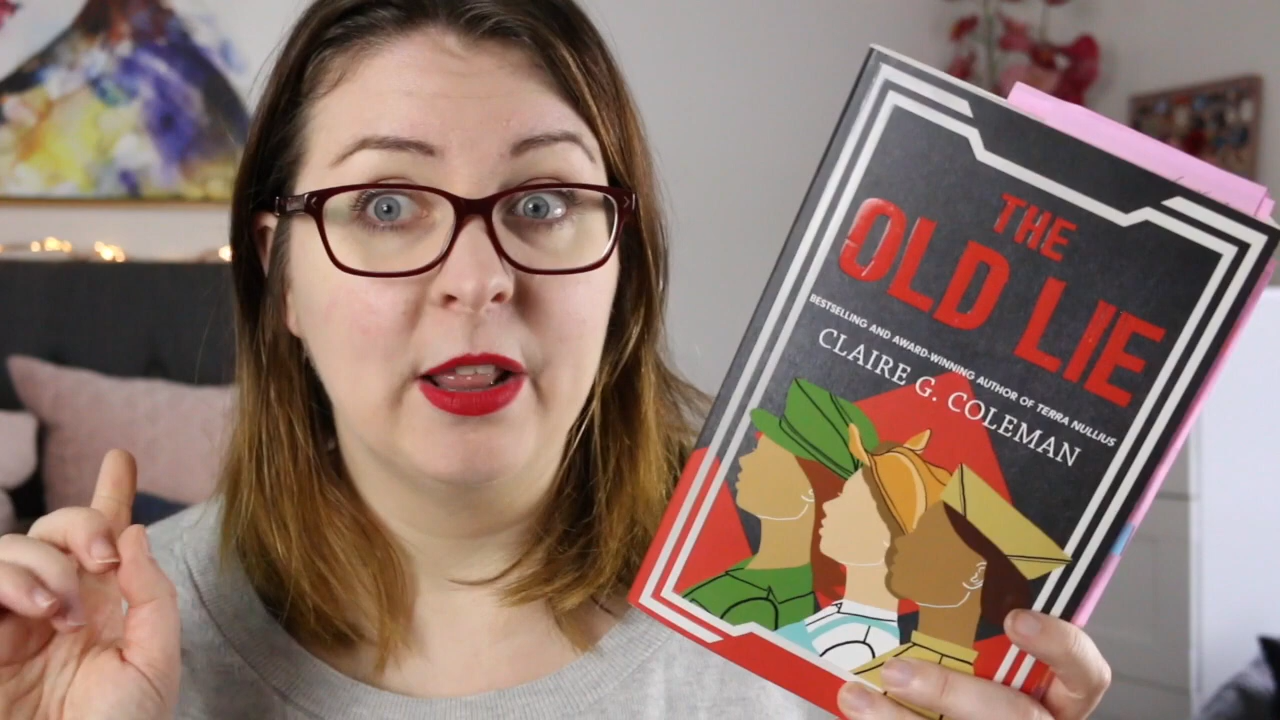 THE
OLD LIE
BESTSELLING AND AWARD-WINNING AUTHOR OF TERRA NULLIUS
CLAIRE G. COLEMAN